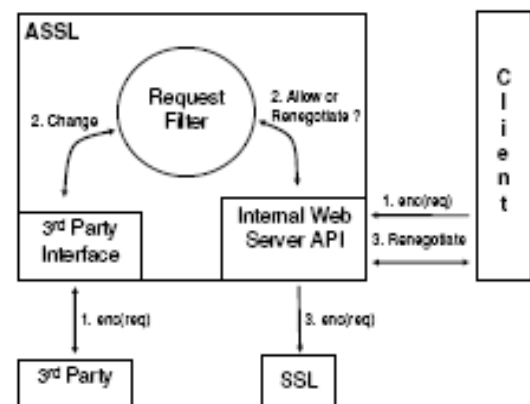 ASSL
Request
Filter
2. Change
2. Allow or
Renegotiate ?
3rd Party
Interface
Internal Web
Server API
1. enc(req)
3. Renegotiate
Client
1. enc(req)
3. enc(req)
3rd Party
SSL